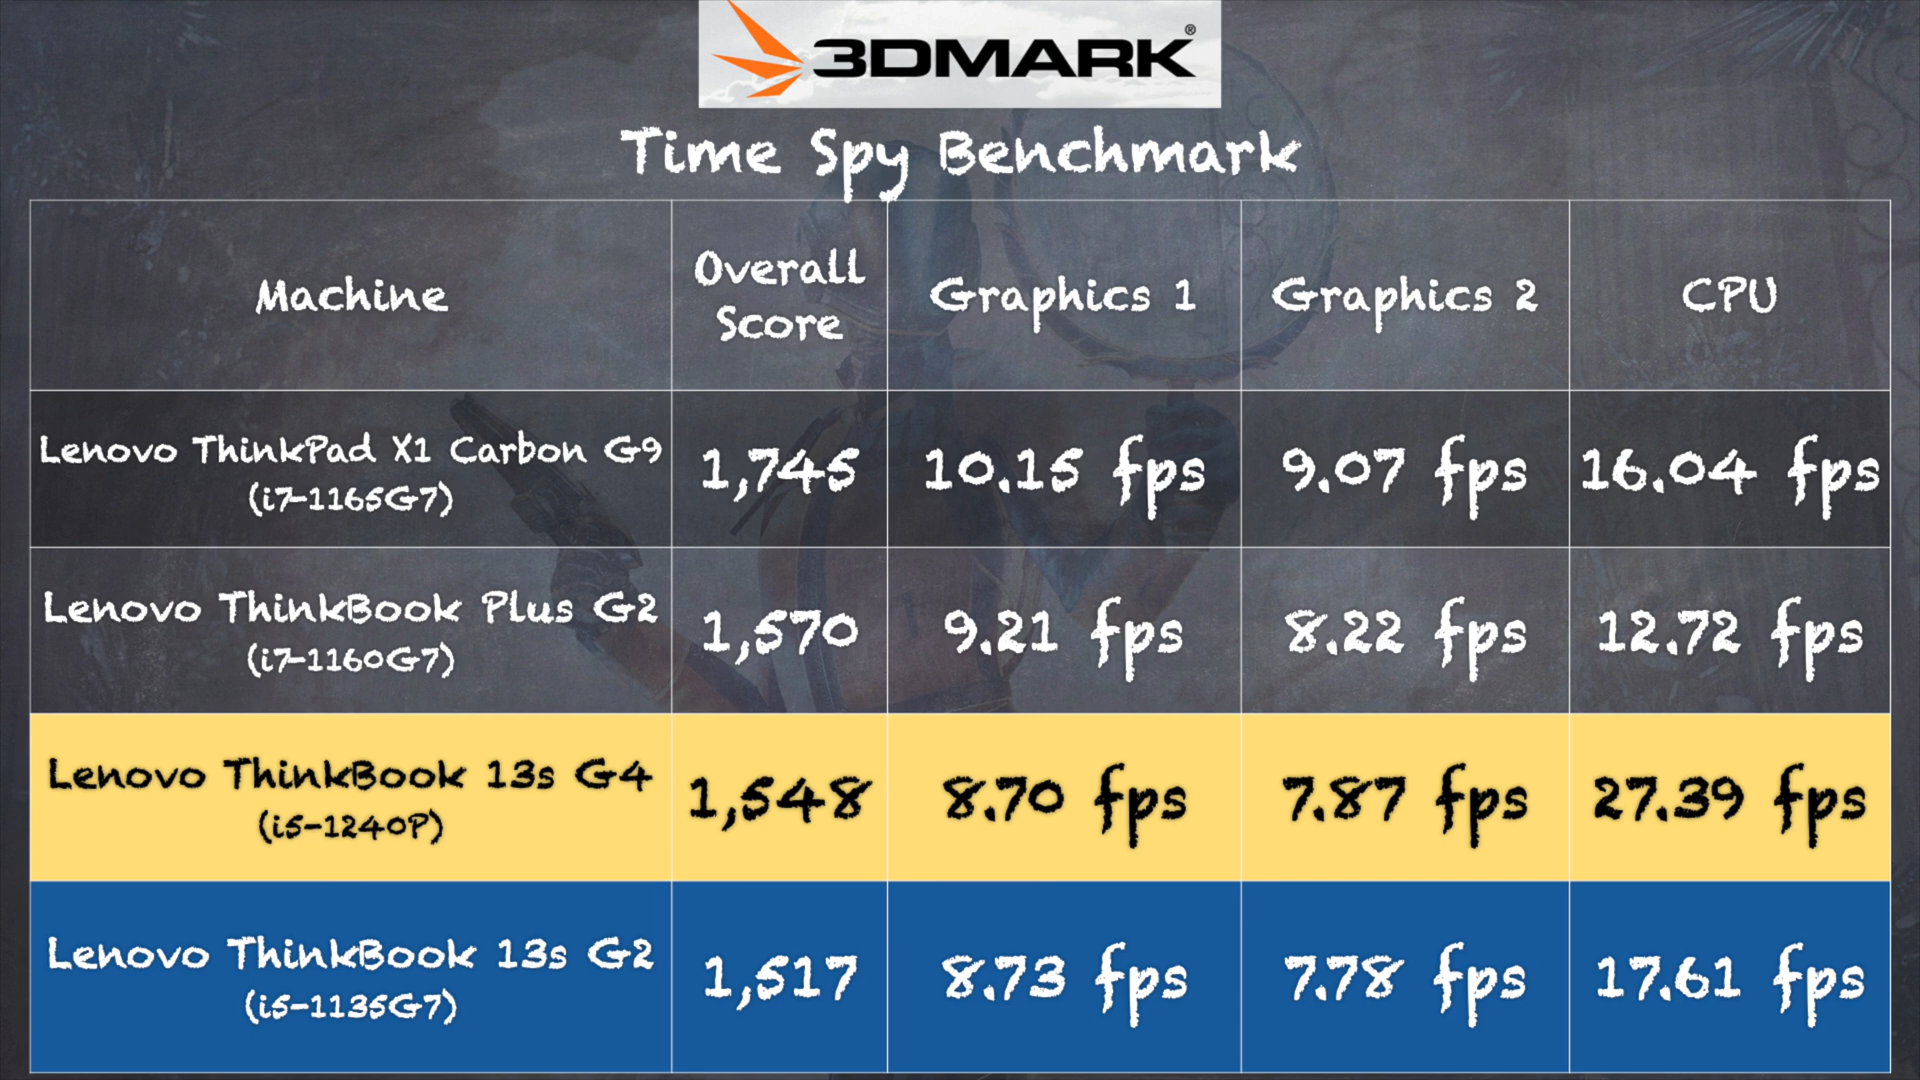 3DMARK®
Time Spy Benchmark
Machine
Overall
Score
Graphics 1
Graphics 2
CPU
Lenovo ThinkPad X1 Carbon G9
(i7-1165G7)
1,745
10.15 fps
9.07 fps
16.04 fps
Lenovo ThinkBook Plus G2
(i7-1160G7)
1,570
9.21 fps
8.22 fps
12.72 fps
Lenovo ThinkBook 13s G4
(i5-1240P)
1,548
8.70 fps
7.87 fps
27.39 fps
Lenovo ThinkBook 13s G2
(i5-1135G7)
1,517
8.73 fps
7.78 fps
17.61 fps